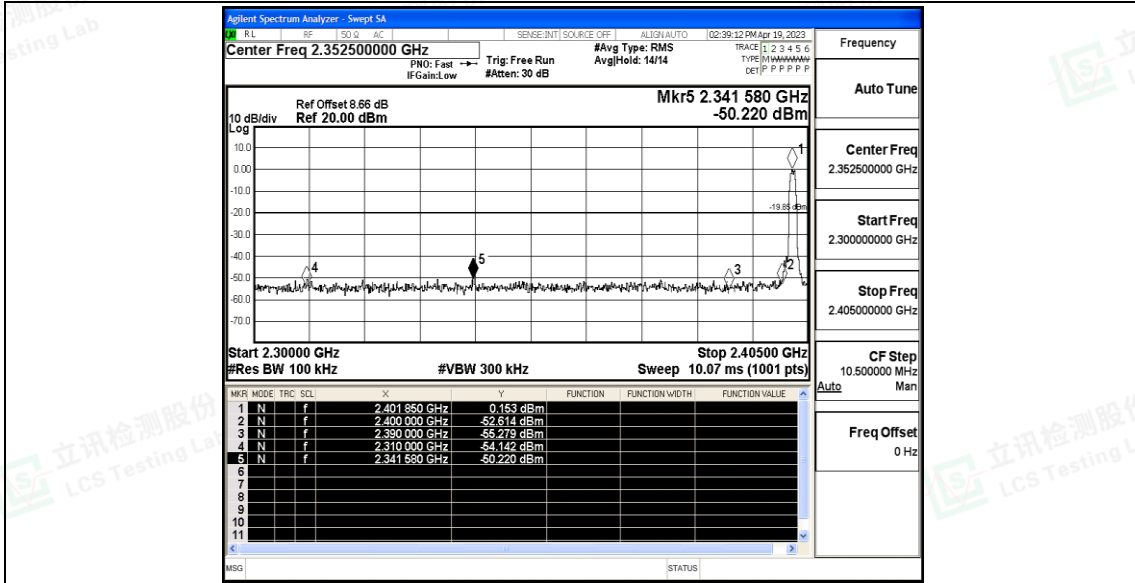 Agilent Spectrum Analyzer - Swept SA
LXI RL RF 50 Ω AC SENSE:INT SOURCE OFF ALIGNAUTO 02:39:12 PM Apr 19, 2023
Center Freq 2.352500000 GHz
PNO: Fast
IFGain:Low
Trig: Free Run
#Atten: 30 dB
#Avg Type: RMS
Avg|Hold: 14/14
TRACE 1 2 3 4 5 6
TYPE M WWWWW
DET P P P P P P
Ref Offset 8.66 dB
10 dB/div Ref 20.00 dBm
Log
Mkr5 2.341 580 GHz
-50.220 dBm
10.0
0.00
-10.0
-20.0
-30.0
-40.0
-50.0
-60.0
-70.0
1
-19.85 dBm
4
5
3
2
Start 2.30000 GHz Stop 2.40500 GHz
#Res BW 100 kHz #VBW 300 kHz Sweep 10.07 ms (1001 pts)
MKR MODE TRC SCL X Y FUNCTION FUNCTION WIDTH FUNCTION VALUE
1 N f 2.401 850 GHz 0.153 dBm
2 N f 2.400 000 GHz -52.614 dBm
3 N f 2.390 000 GHz -55.279 dBm
4 N f 2.310 000 GHz -54.142 dBm
5 N f 2.341 580 GHz -50.220 dBm
6
7
8
9
10
11
MSG STATUS
Frequency
Auto Tune
Center Freq
2.352500000 GHz
Start Freq
2.300000000 GHz
Stop Freq
2.405000000 GHz
CF Step
10.500000 MHz
Auto Man
Freq Offset
0 Hz
立讯检测股份
LCS Testing Lab
立讯检测股份
LCS Testing L